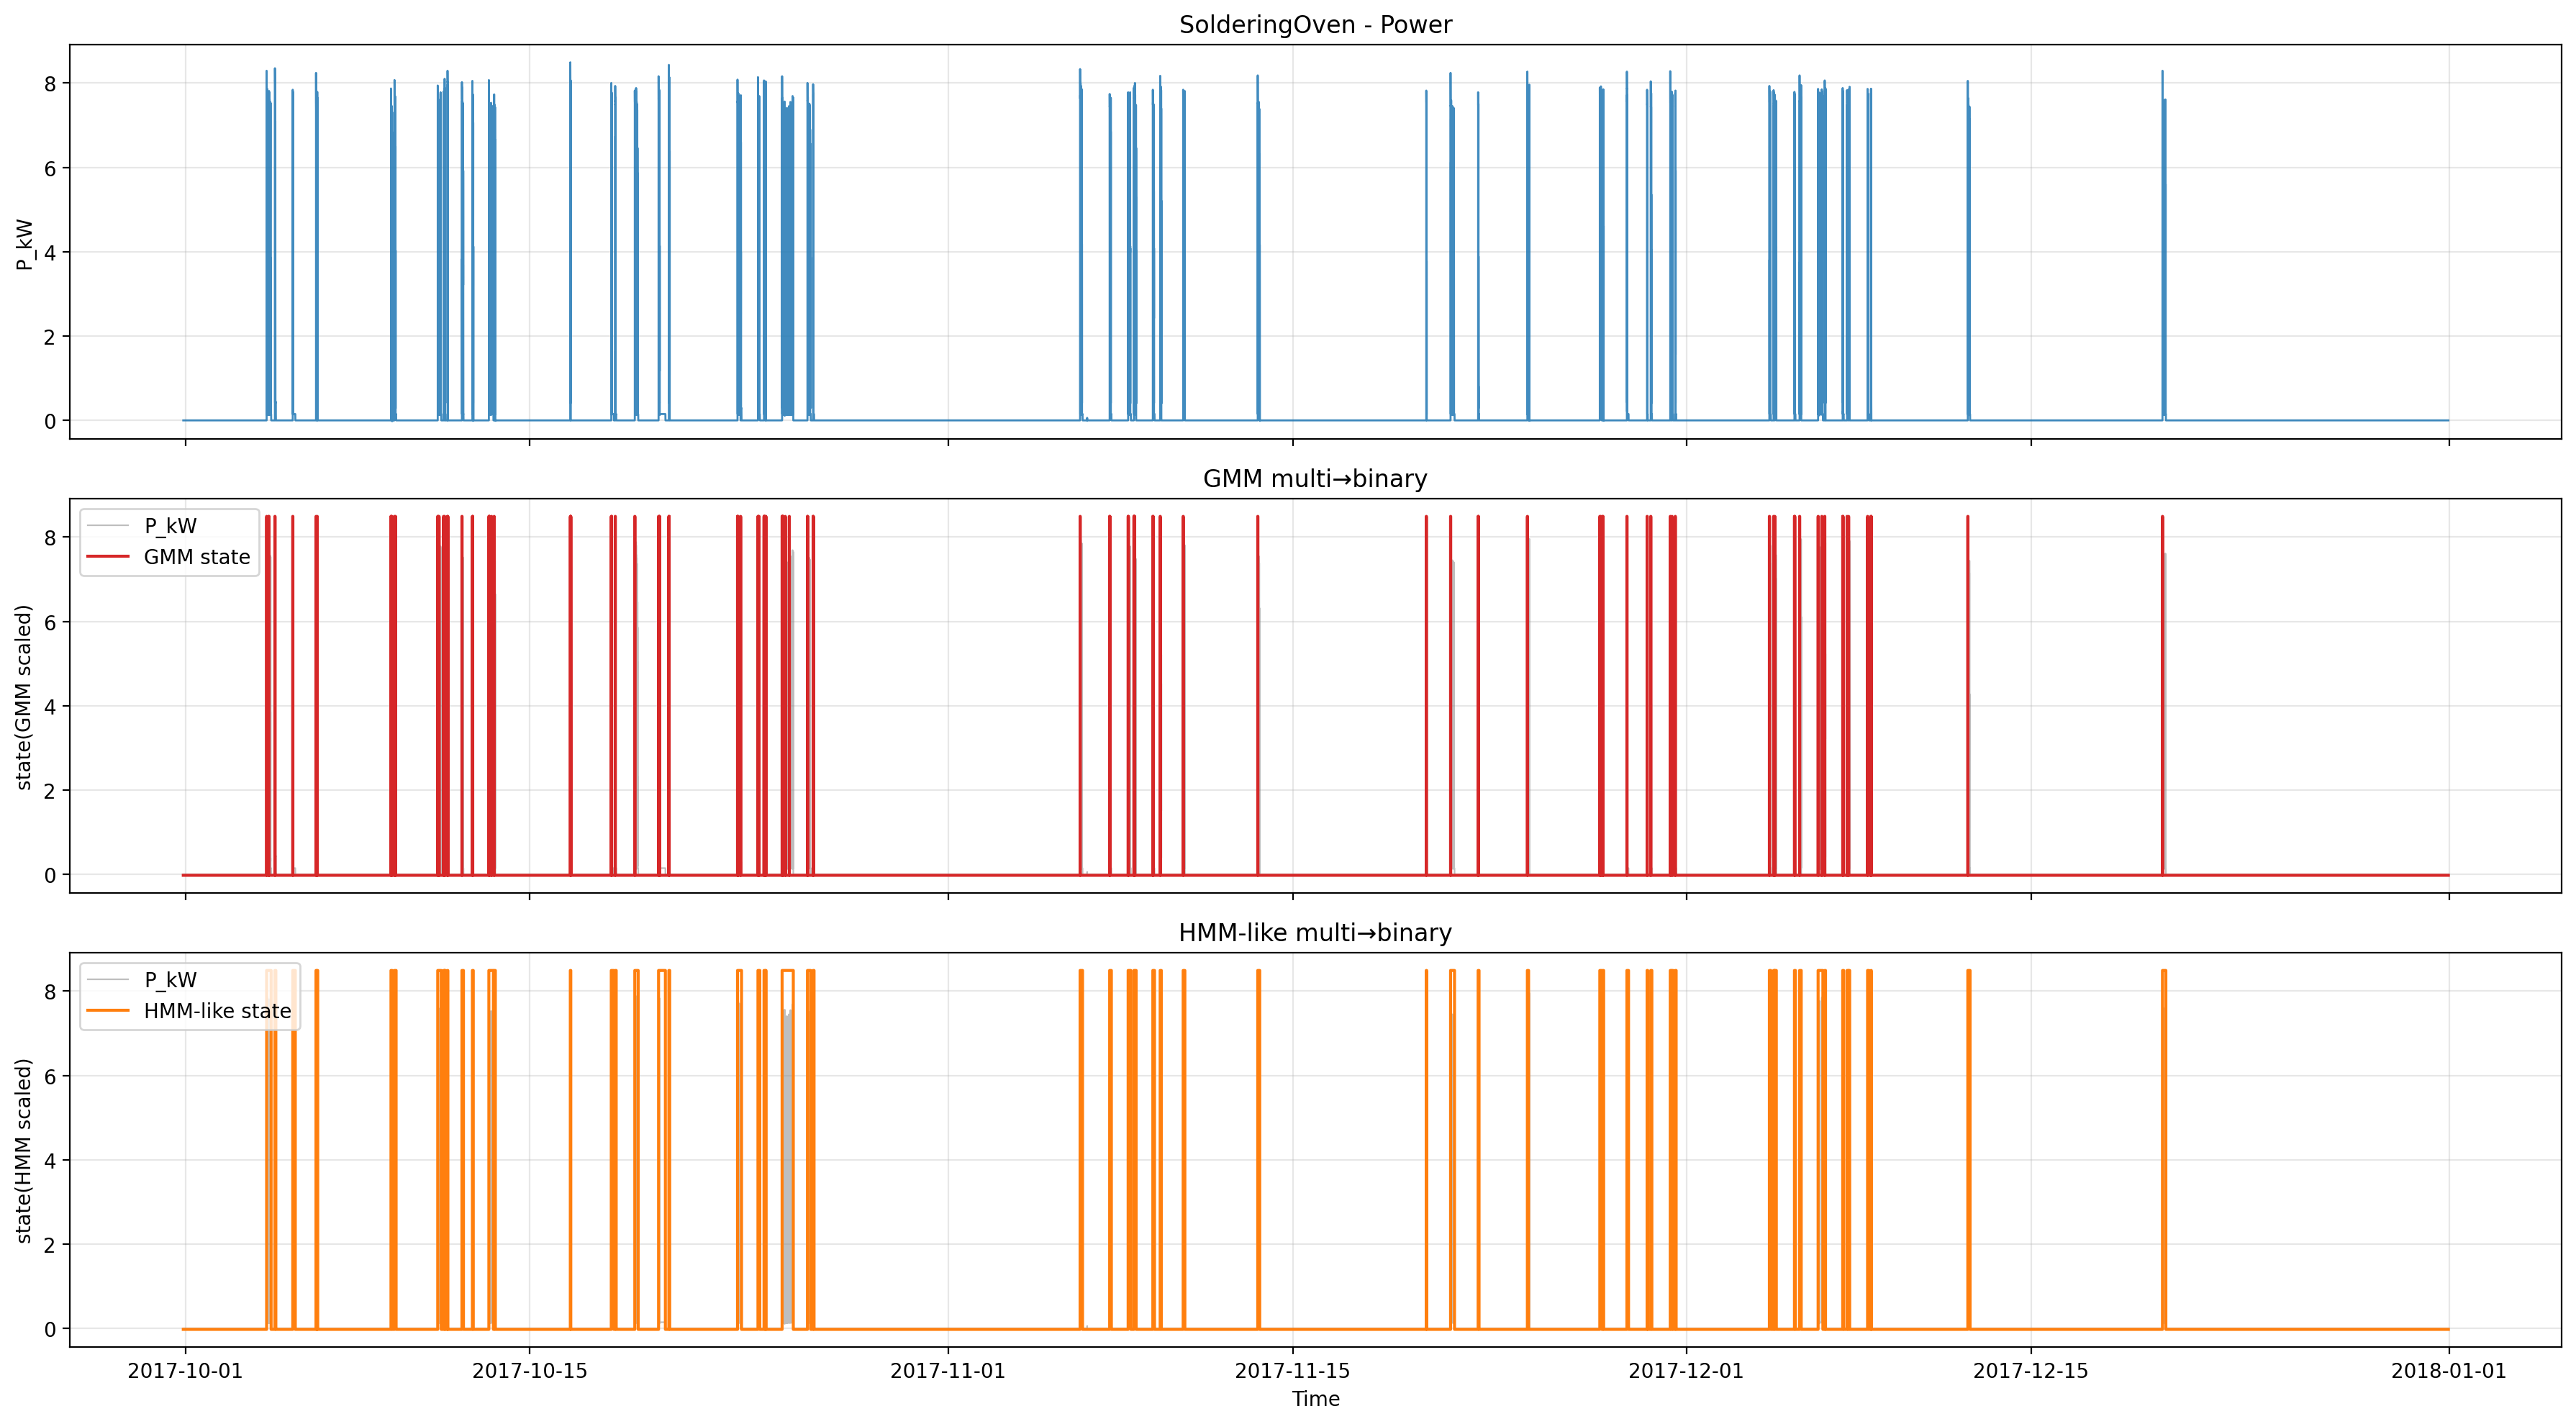 SolderingOven - Power
P_kW
8
6
4
2
0
GMM multi→binary
P_kW
GMM state
state(GMM scaled)
8
6
4
2
0
HMM-like multi→binary
P_kW
HMM-like state
state(HMM scaled)
8
6
4
2
0
2017-10-01 2017-10-15 2017-11-01 2017-11-15 2017-12-01 2017-12-15 2018-01-01
Time